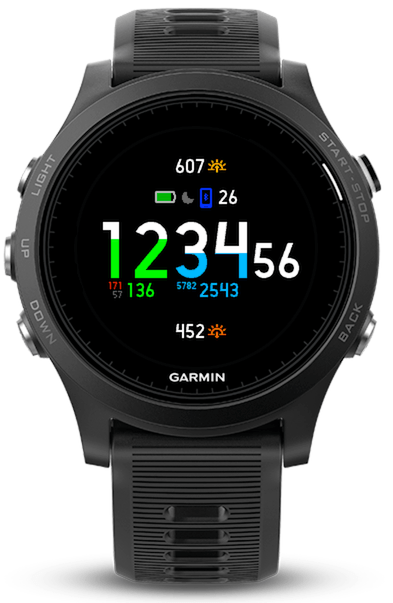 607
26
LIGHT
START·STOP
UP
123456
171
57
136
5782
2543
DOWN
BACK
452
GARMIN